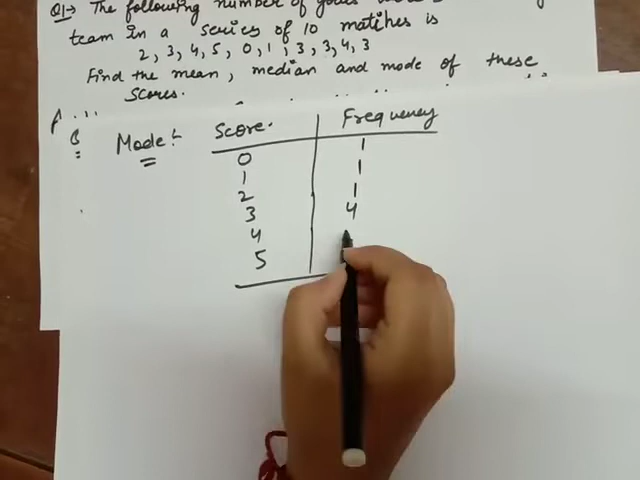 Q1→ The following number of goals
team in a series of 10 matches is
2, 3, 4, 5, 0, 1, 3, 3, 4, 3
Find the mean, median and mode of these
scores.
Mode:
Score. Frequency
0 1
1 1
2 1
3 4
4
5